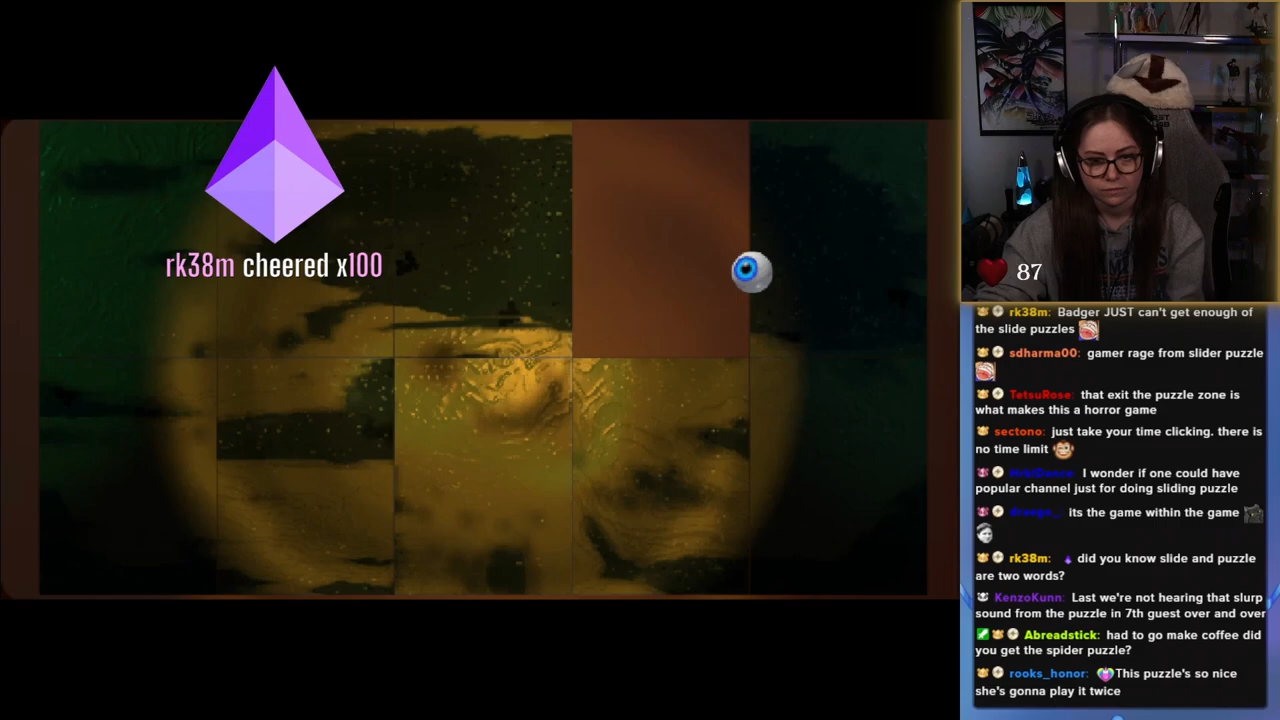 rk38m cheered x100
87
rk38m: Badger JUST can't get enough of
the slide puzzles
sdharma00: gamer rage from slider puzzle
TetsuRose: that exit the puzzle zone is
what makes this a horror game
sectono: just take your time clicking. there is
no time limit
I wonder if one could have
popular channel just for doing sliding puzzle
its the game within the game
rk38m: did you know slide and puzzle
are two words?
KenzoKunn: Last we're not hearing that slurp
sound from the puzzle in 7th guest over and over
Abreadstick: had to go make coffee did
you get the spider puzzle?
rooks_honor: This puzzle's so nice
she's gonna play it twice